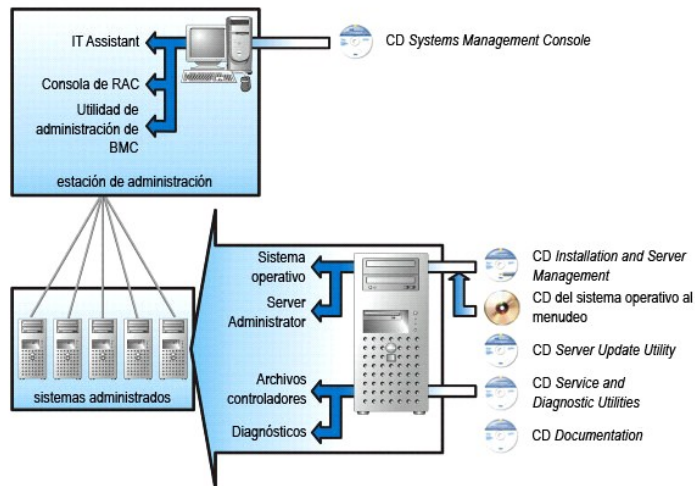 IT Assistant
CD Systems Management Console
Consola de RAC
Utilidad de
administración de
BMC
estación de administración
Sistema
operativo
CD Installation and Server
Management
CD del sistema operativo al
menudeo
Server
Administrator
CD Server Update Utility
Archivos
controladores
CD Service and
Diagnostic Utilities
sistemas administrados
Diagnósticos
CD Documentation